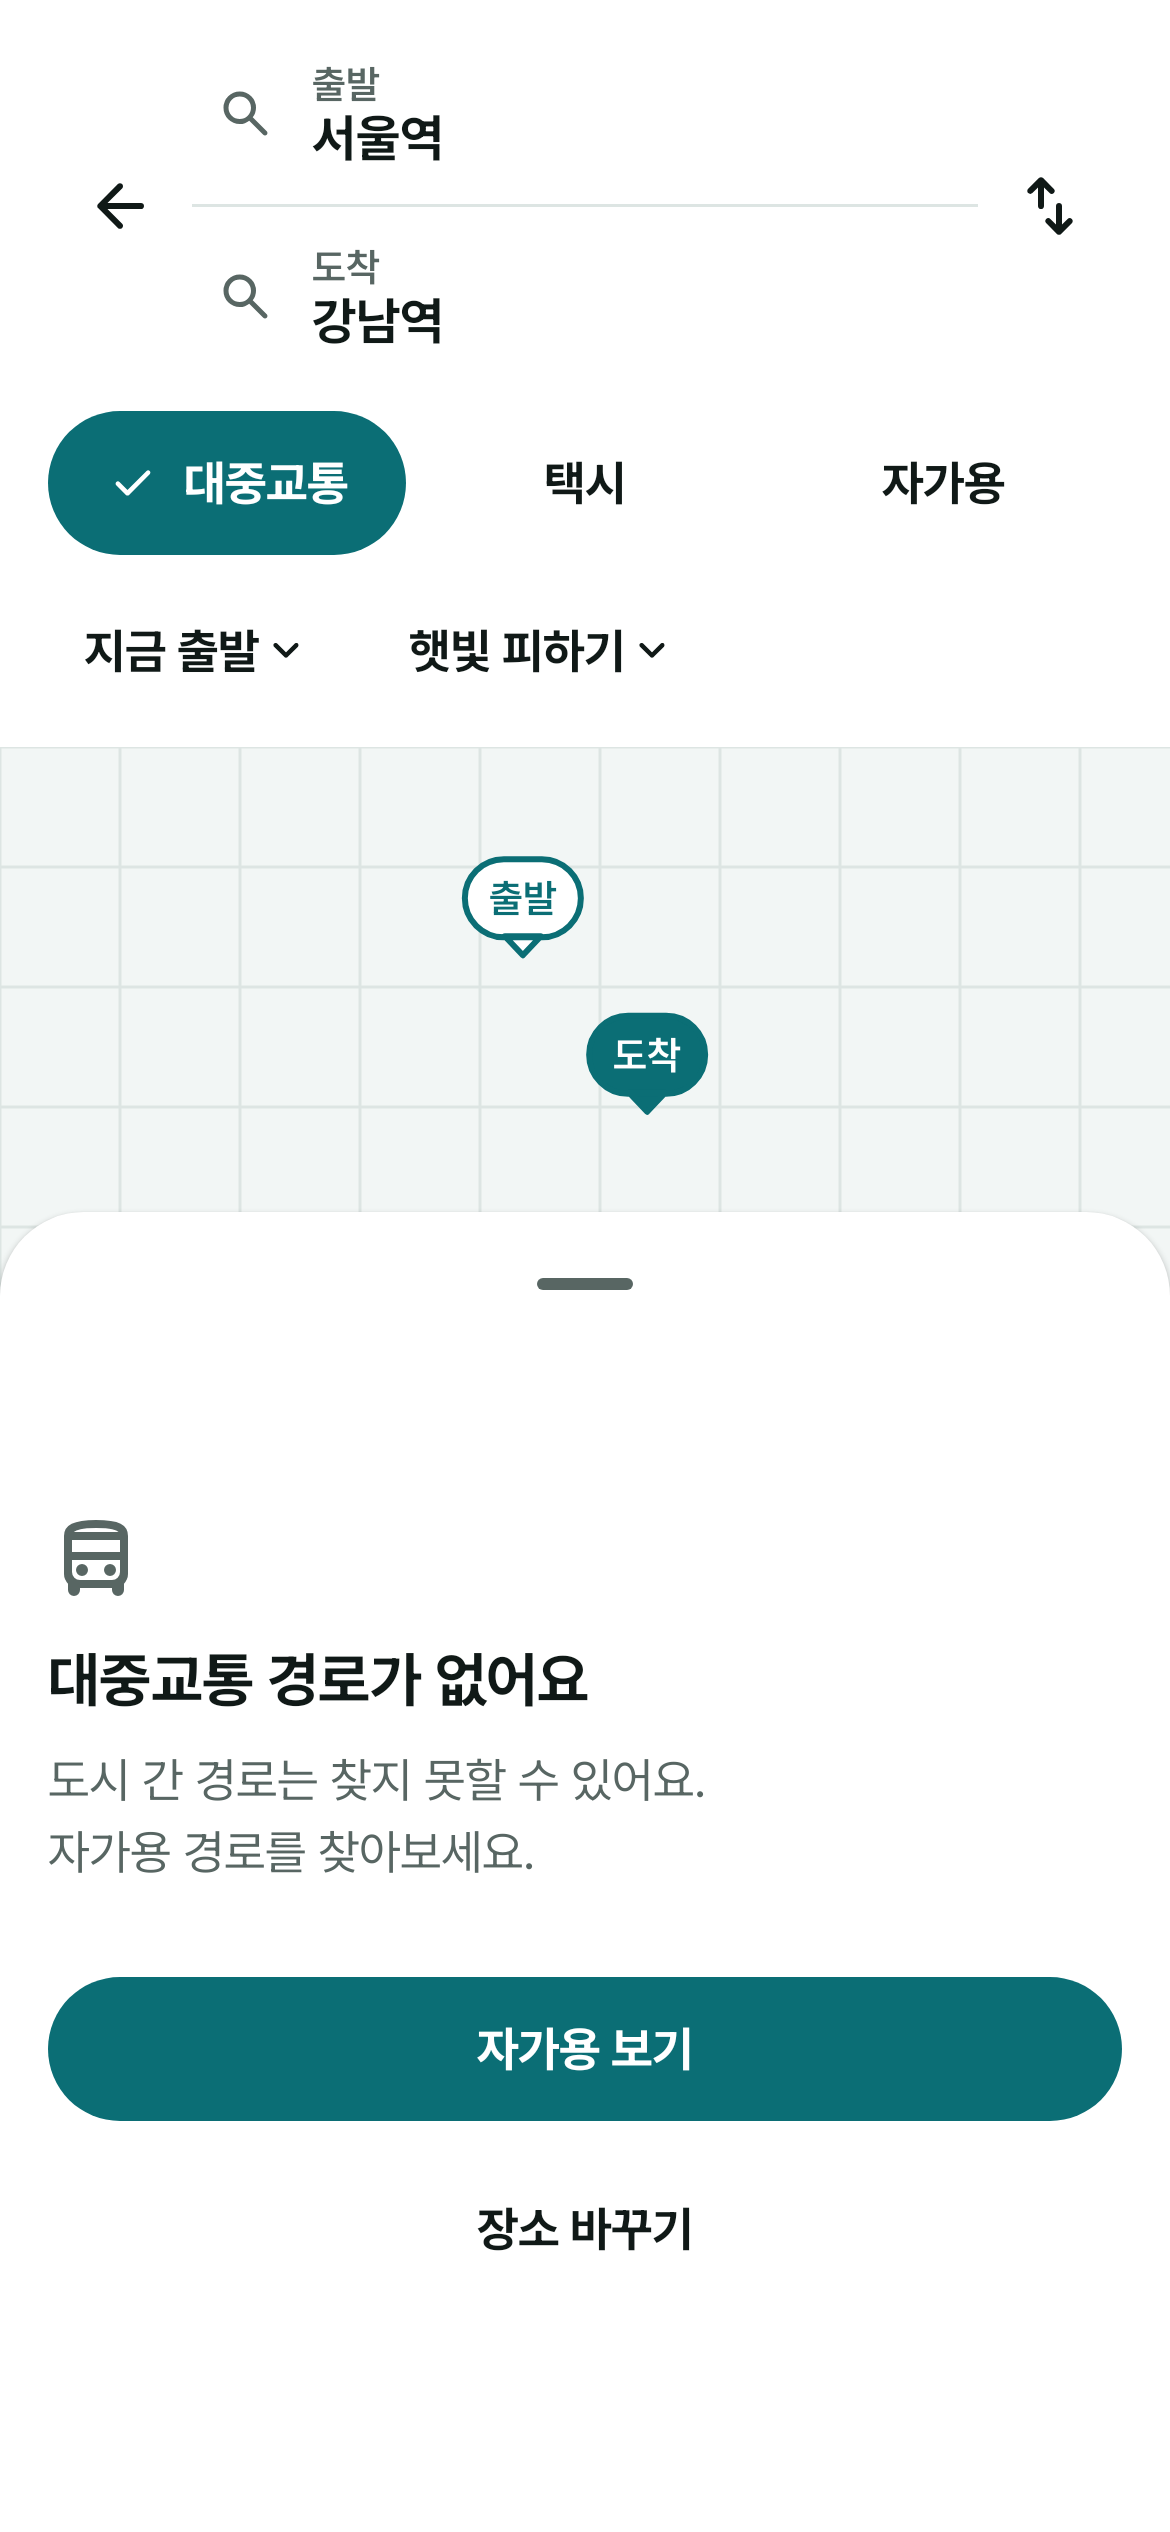 출발
서울역
도착
강남역
대중교통
택시
자가용
지금 출발
햇빛 피하기
출발
도착
대중교통 경로가 없어요
도시 간 경로는 찾지 못할 수 있어요.
자가용 경로를 찾아보세요.
자가용 보기
장소 바꾸기